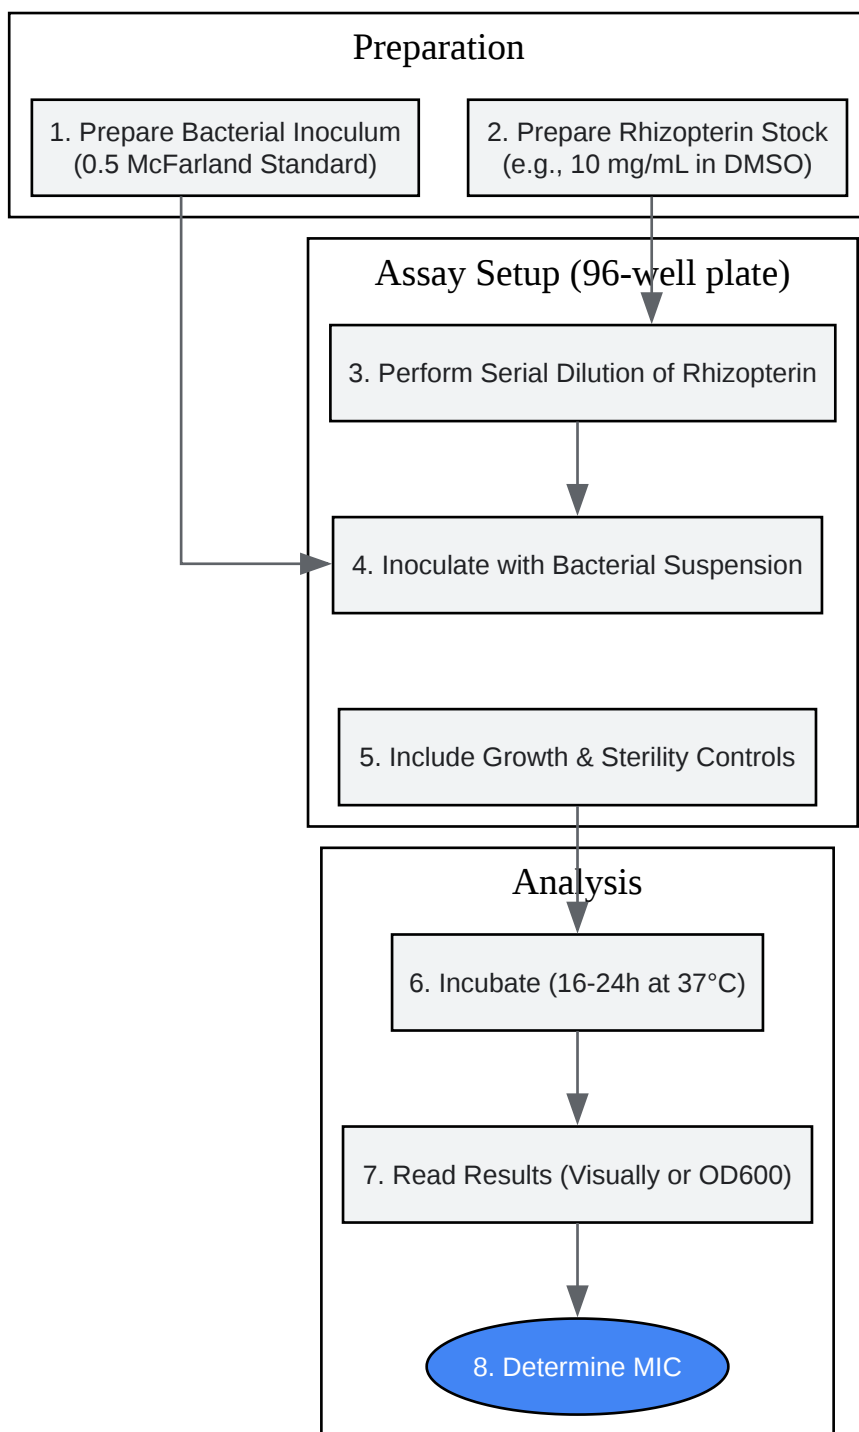 Preparation
1. Prepare Bacterial Inoculum
(0.5 McFarland Standard)
2. Prepare Rhizopterin Stock
(e.g., 10 mg/mL in DMSO)
Assay Setup (96-well plate)
3. Perform Serial Dilution of Rhizopterin
4. Inoculate with Bacterial Suspension
5. Include Growth & Sterility Controls
Analysis
6. Incubate (16-24h at 37°C)
7. Read Results (Visually or OD600)
8. Determine MIC